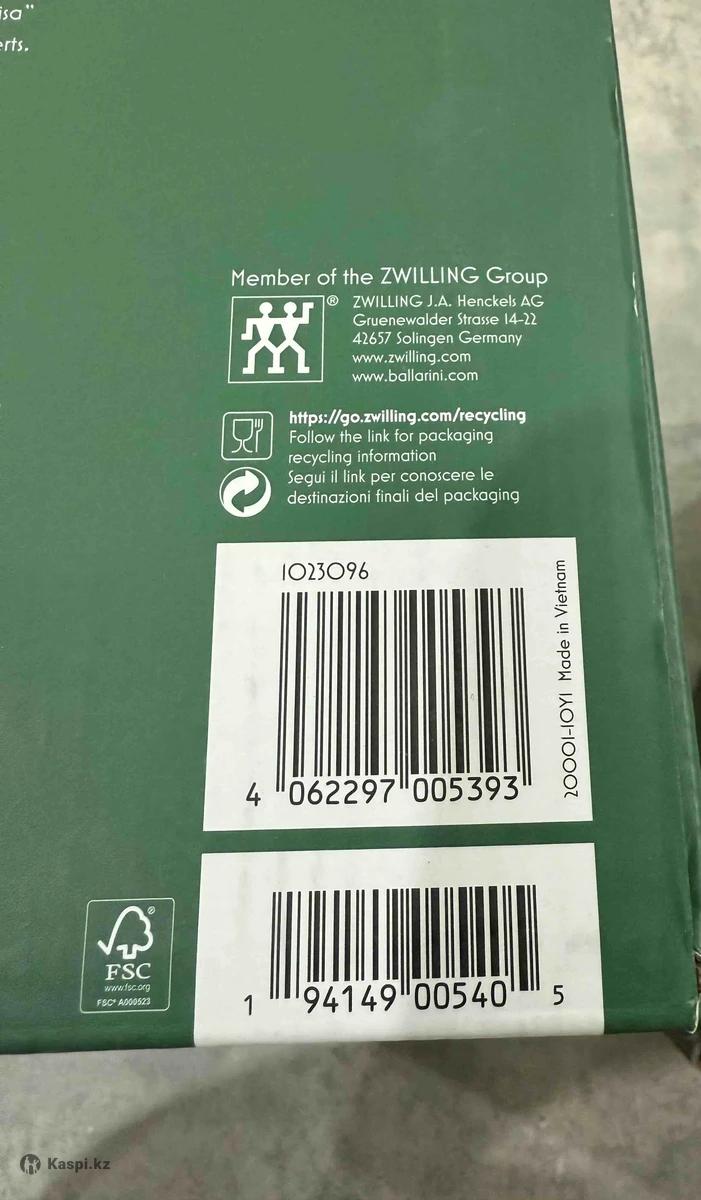 isa"
erts.
Member of the ZWILLING Group
®
ZWILLING J.A. Henckels AG
Gruenewalder Strasse 14-22
42657 Solingen Germany
www.zwilling.com
www.ballarini.com
https://go.zwilling.com/recycling
Follow the link for packaging
recycling information
Segui il link per conoscere le
destinazioni finali del packaging
1023096
20001-10Y1 Made in Vietnam
4 062297 005393
1 94149 00540 5
®
FSC
www.fsc.org
FSC® A000523
Kaspi.kz